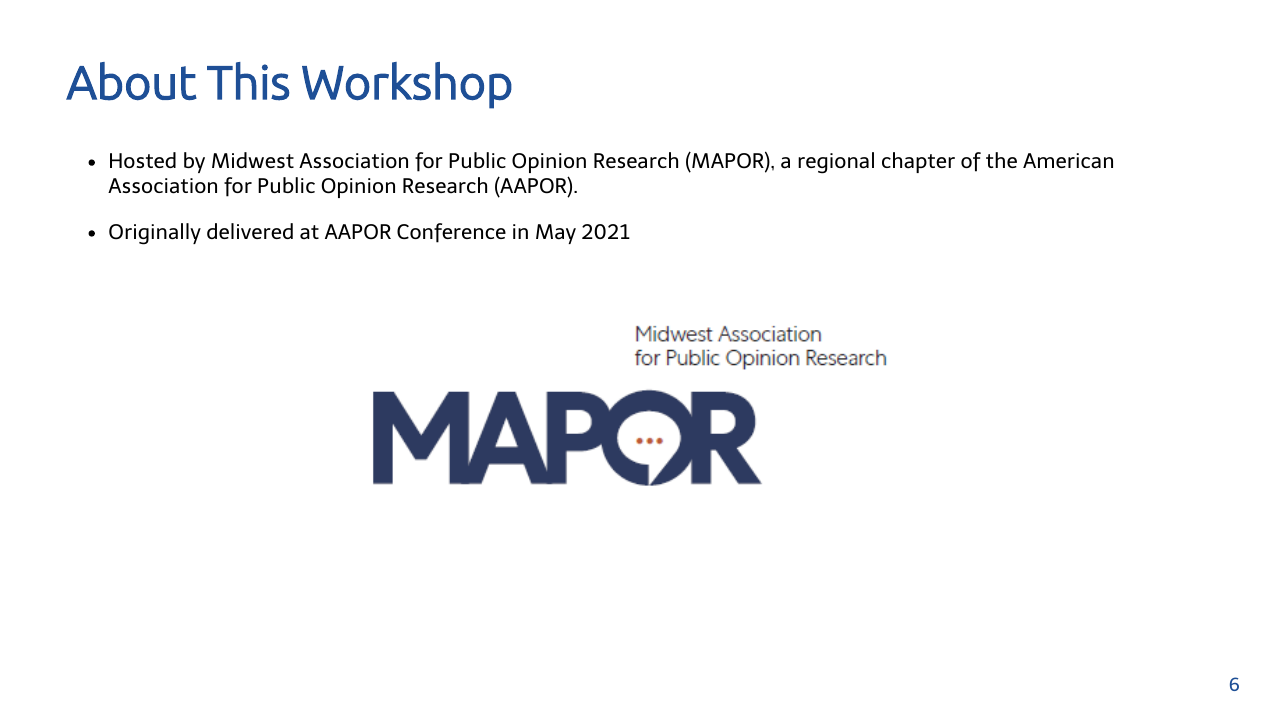 About This Workshop
• Hosted by Midwest Association for Public Opinion Research (MAPOR), a regional chapter of the American
Association for Public Opinion Research (AAPOR).
• Originally delivered at AAPOR Conference in May 2021
Midwest Association
for Public Opinion Research
MAPOR
6